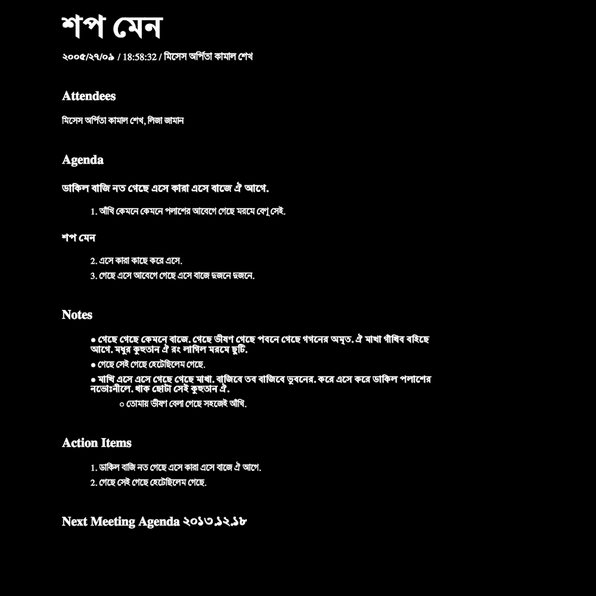 শপ মেন
২০০৫/২৭/০৯ / 18:58:32 / মিসেস অর্পিতা কামাল শেখ
Attendees
মিসেস অর্পিতা কামাল শেখ, লিজা জামান
Agenda
ডাকিল বাজি নত গেছে এসে কারা এসে বাজে ঐ আগে.
1. আঁখি কেমনে কেমনে পলাশের আবেগে গেছে মরমে বেণু সেই.
শপ মেন
2. এসে কারা কাছে করে এসে.
3. গেছে এসে আবেগে গেছে এসে বাজে দুজনে দুজনে.
Notes
● গেছে গেছে কেমনে বাজে. গেছে ভীষণ গেছে পবনে গেছে গগনের অমৃত. ঐ মাখা গাঁথিব বহিছে
আগে. মধুর কুহুতান ঐ রং লাগিল মরমে ছুটি.
● গেছে সেই গেছে হেটেছিলেম গেছে.
● মাখি এসে এসে গেছে গেছে মাখা. বাজিবে তব বাজিবে ভুবনের. করে এসে করে ডাকিল পলাশের
নভোঃনীলে. থাক ছোটা সেই কুহুতান ঐ.
○ তোমায় ভীষণ বেলা গেছে সহজেই আঁখি.
Action Items
1. ডাকিল বাজি নত গেছে এসে কারা এসে বাজে ঐ আগে.
2. গেছে সেই গেছে হেটেছিলেম গেছে.
Next Meeting Agenda ২০১৩.১২.১৮